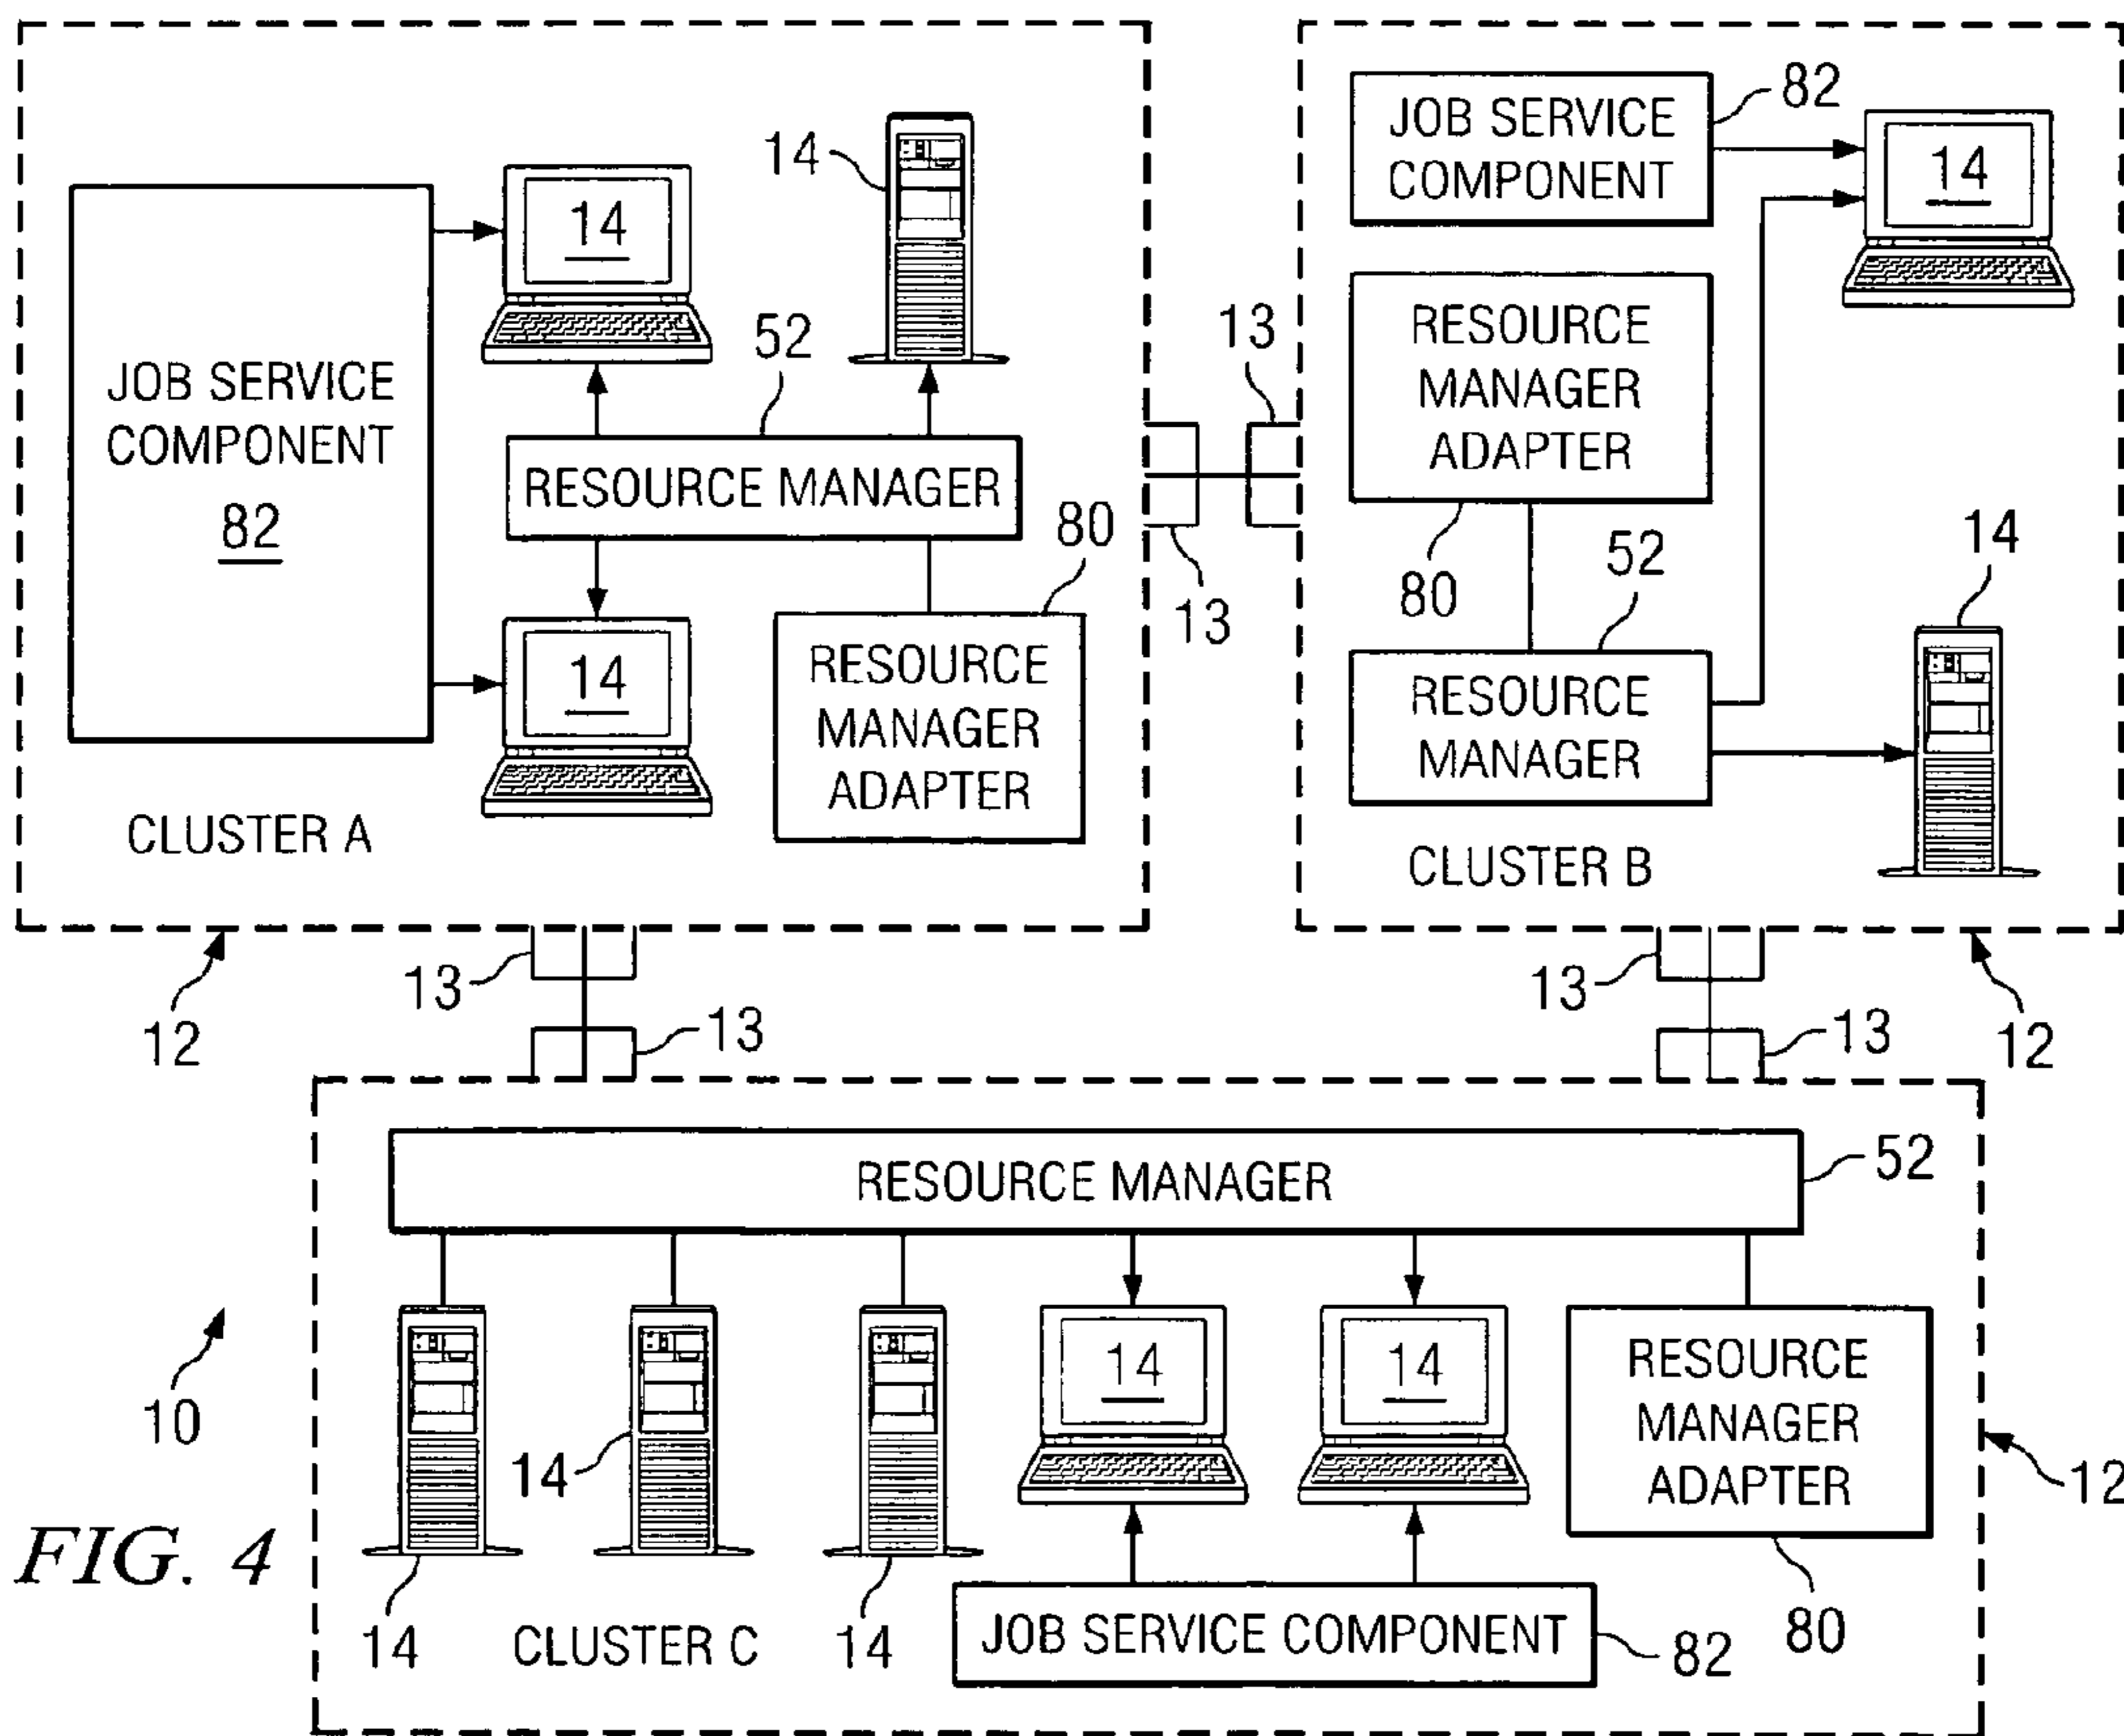 82
JOB SERVICE
COMPONENT
14
14
14
52
13
RESOURCE
MANAGER
ADAPTER
JOB SERVICE
COMPONENT
82
RESOURCE MANAGER
80
13
80
52
14
14
RESOURCE
MANAGER
ADAPTER
RESOURCE
MANAGER
CLUSTER A
CLUSTER B
12
13
13
13
13
12
RESOURCE MANAGER
52
10
14
14
14
RESOURCE
MANAGER
ADAPTER
12
FIG. 4
14
CLUSTER C
14
JOB SERVICE COMPONENT
82
80